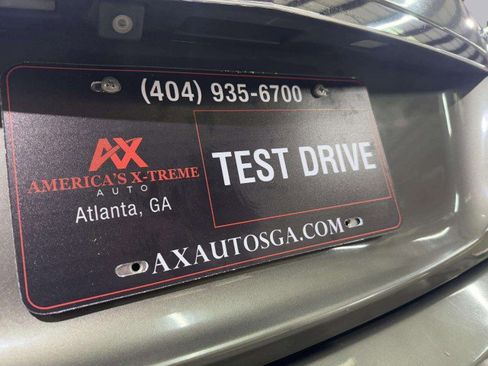 (404) 935-6700
AX
AMERICA'S X-TREME
AUTO
Atlanta, GA
TEST DRIVE
AXAUTOSGA.COM